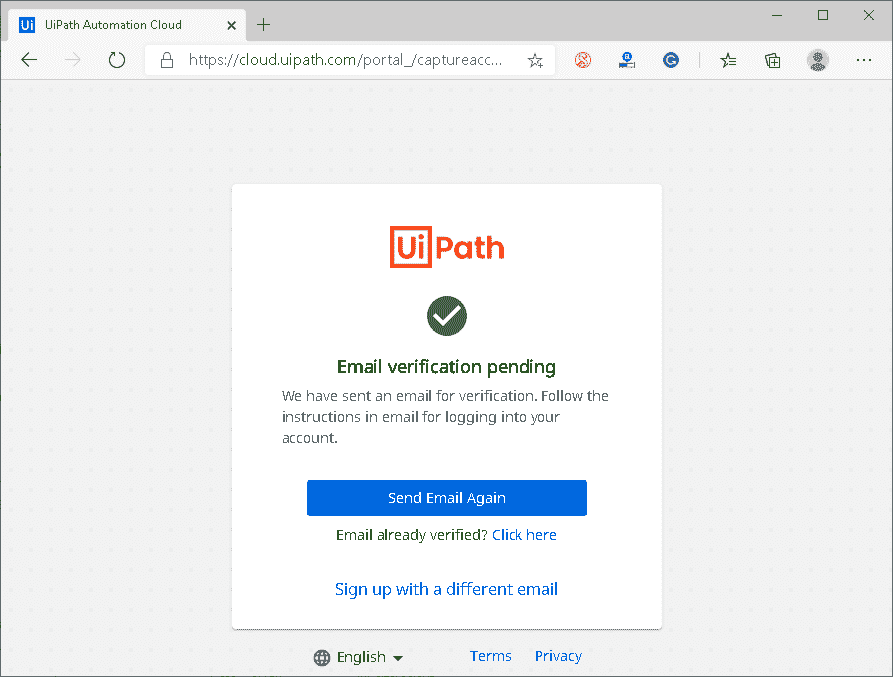 Ui UiPath Automation Cloud
https://cloud.uipath.com/portal_/captureacc...
UiPath
Email verification pending
We have sent an email for verification. Follow the
instructions in email for logging into your
account.
Send Email Again
Email already verified? Click here
Sign up with a different email
English Terms Privacy